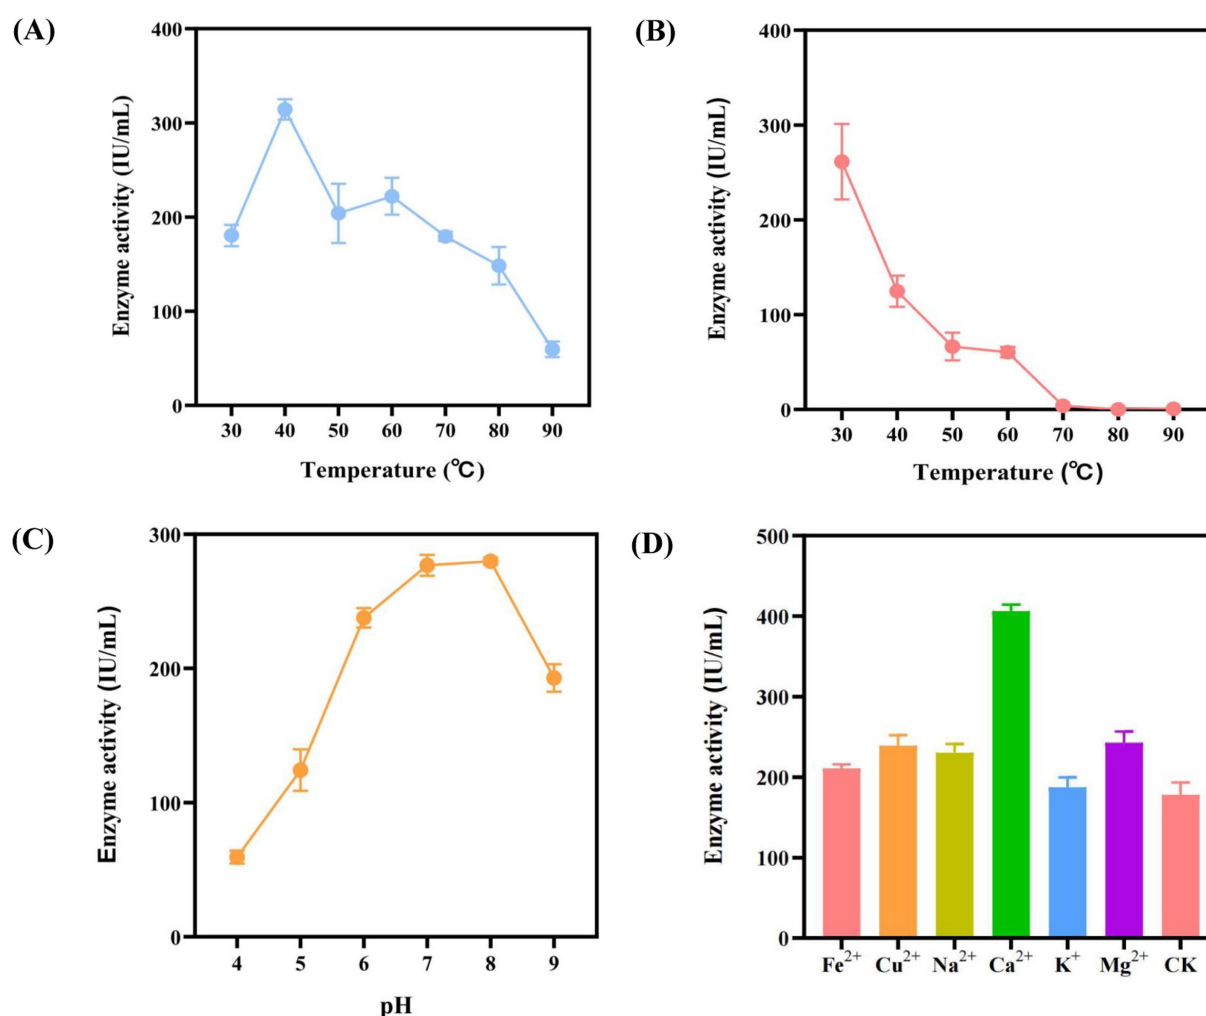 (A)
400
300
200
100
0
Enzyme activity (IU/mL)
30 40 50 60 70 80 90
Temperature (℃)
(B)
400
300
200
100
0
Enzyme activity (IU/mL)
30 40 50 60 70 80 90
Temperature (℃)
(C)
300
200
100
0
Enzyme activity (IU/mL)
4 5 6 7 8 9
pH
(D)
500
400
300
200
100
0
Enzyme activity (IU/mL)
Fe²⁺ Cu²⁺ Na²⁺ Ca²⁺ K⁺ Mg²⁺ CK